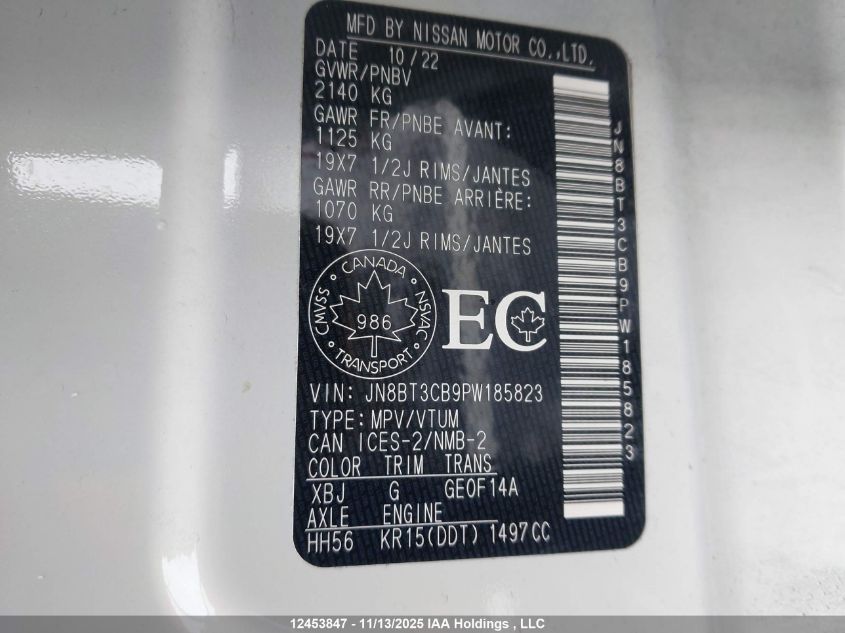 MFD BY NISSAN MOTOR CO.,LTD.
DATE 10/22
GVWR/PNBV
2140 KG
GAWR FR/PNBE AVANT:
1125 KG
19X7 1/2J RIMS/JANTES
GAWR RR/PNBE ARRIÈRE:
1070 KG
19X7 1/2J RIMS/JANTES
CANADA
CMVSS
NSVAC
986
TRANSPORT
EC
VIN: JN8BT3CB9PW185823
TYPE: MPV/VTUM
CAN ICES-2/NMB-2
COLOR TRIM TRANS
XBJ G GE0F14A
AXLE ENGINE
HH56 KR15(DDT) 1497CC
JN8BT3CB9PW185823
12453847 - 11/13/2025 IAA Holdings , LLC